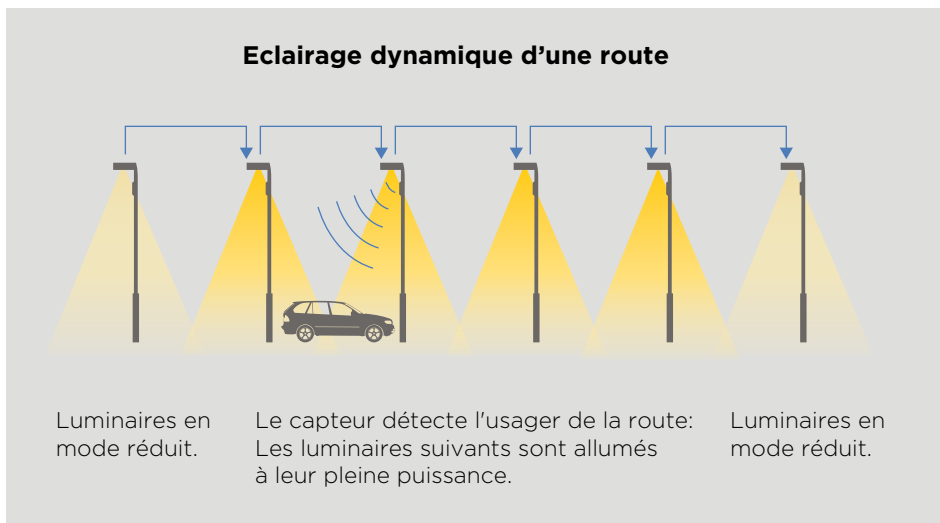 Eclairage dynamique d’une route
Luminaires en
mode réduit.
Le capteur détecte l'usager de la route:
Les luminaires suivants sont allumés
à leur pleine puissance.
Luminaires en
mode réduit.